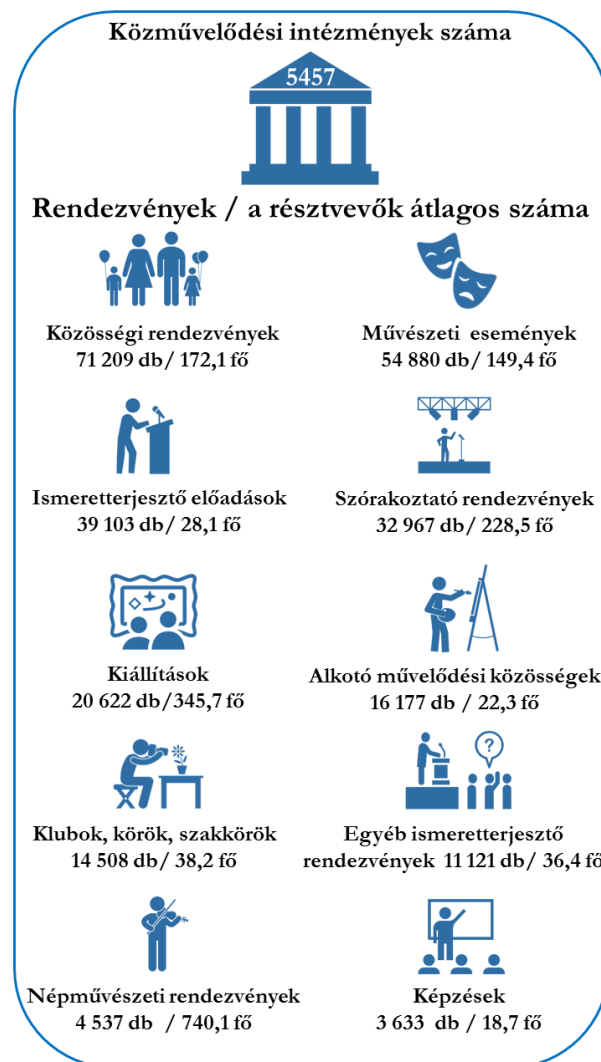 Közművelődési intézmények száma
5457
Rendezvények / a résztvevők átlagos száma
Közösségi rendezvények
71 209 db/ 172,1 fő
Művészeti események
54 880 db/ 149,4 fő
Ismeretterjesztő előadások
39 103 db/ 28,1 fő
Szórakoztató rendezvények
32 967 db/ 228,5 fő
Kiállítások
20 622 db/345,7 fő
Alkotó művelődési közösségek
16 177 db / 22,3 fő
Klubok, körök, szakkörök
14 508 db/ 38,2 fő
?
Egyéb ismeretterjesztő
rendezvények 11 121 db/ 36,4 fő
Népművészeti rendezvények
4 537 db / 740,1 fő
Képzések
3 633 db / 18,7 fő